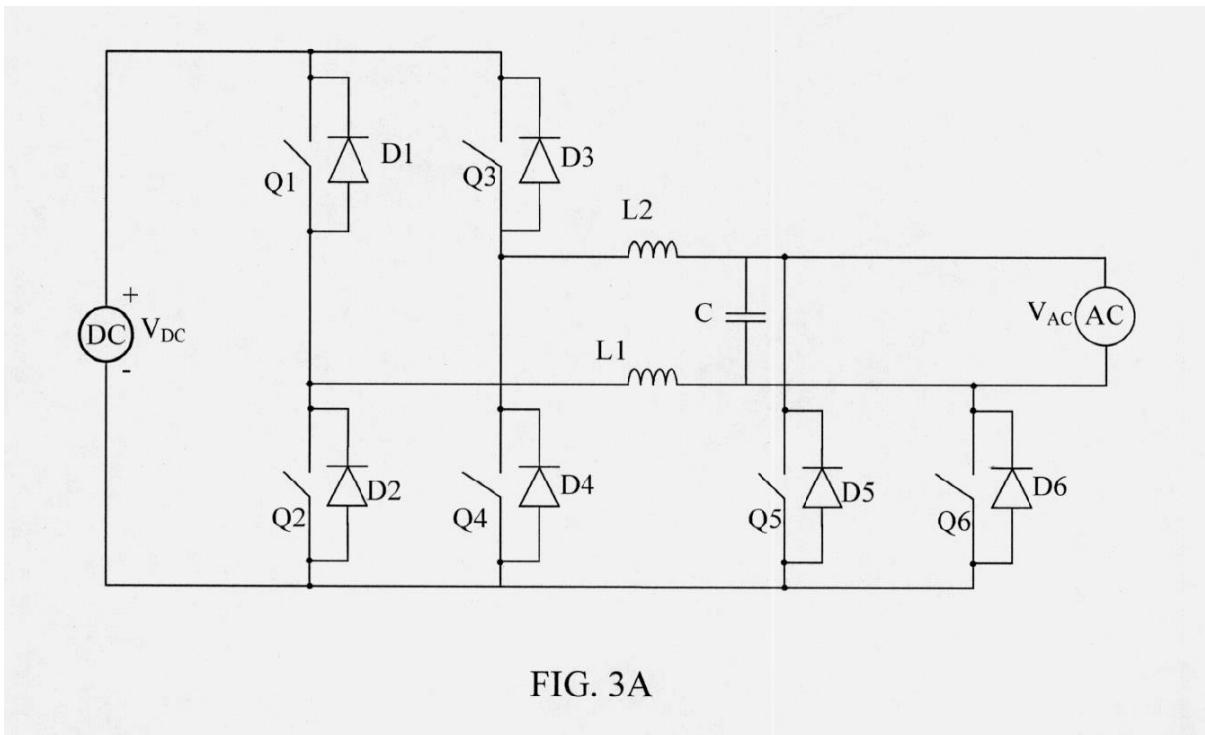 D1
D3
Q1
Q3
L2
+
DC
V_DC
-
C
V_AC
AC
L1
D2
D4
D5
D6
Q2
Q4
Q5
Q6
FIG. 3A